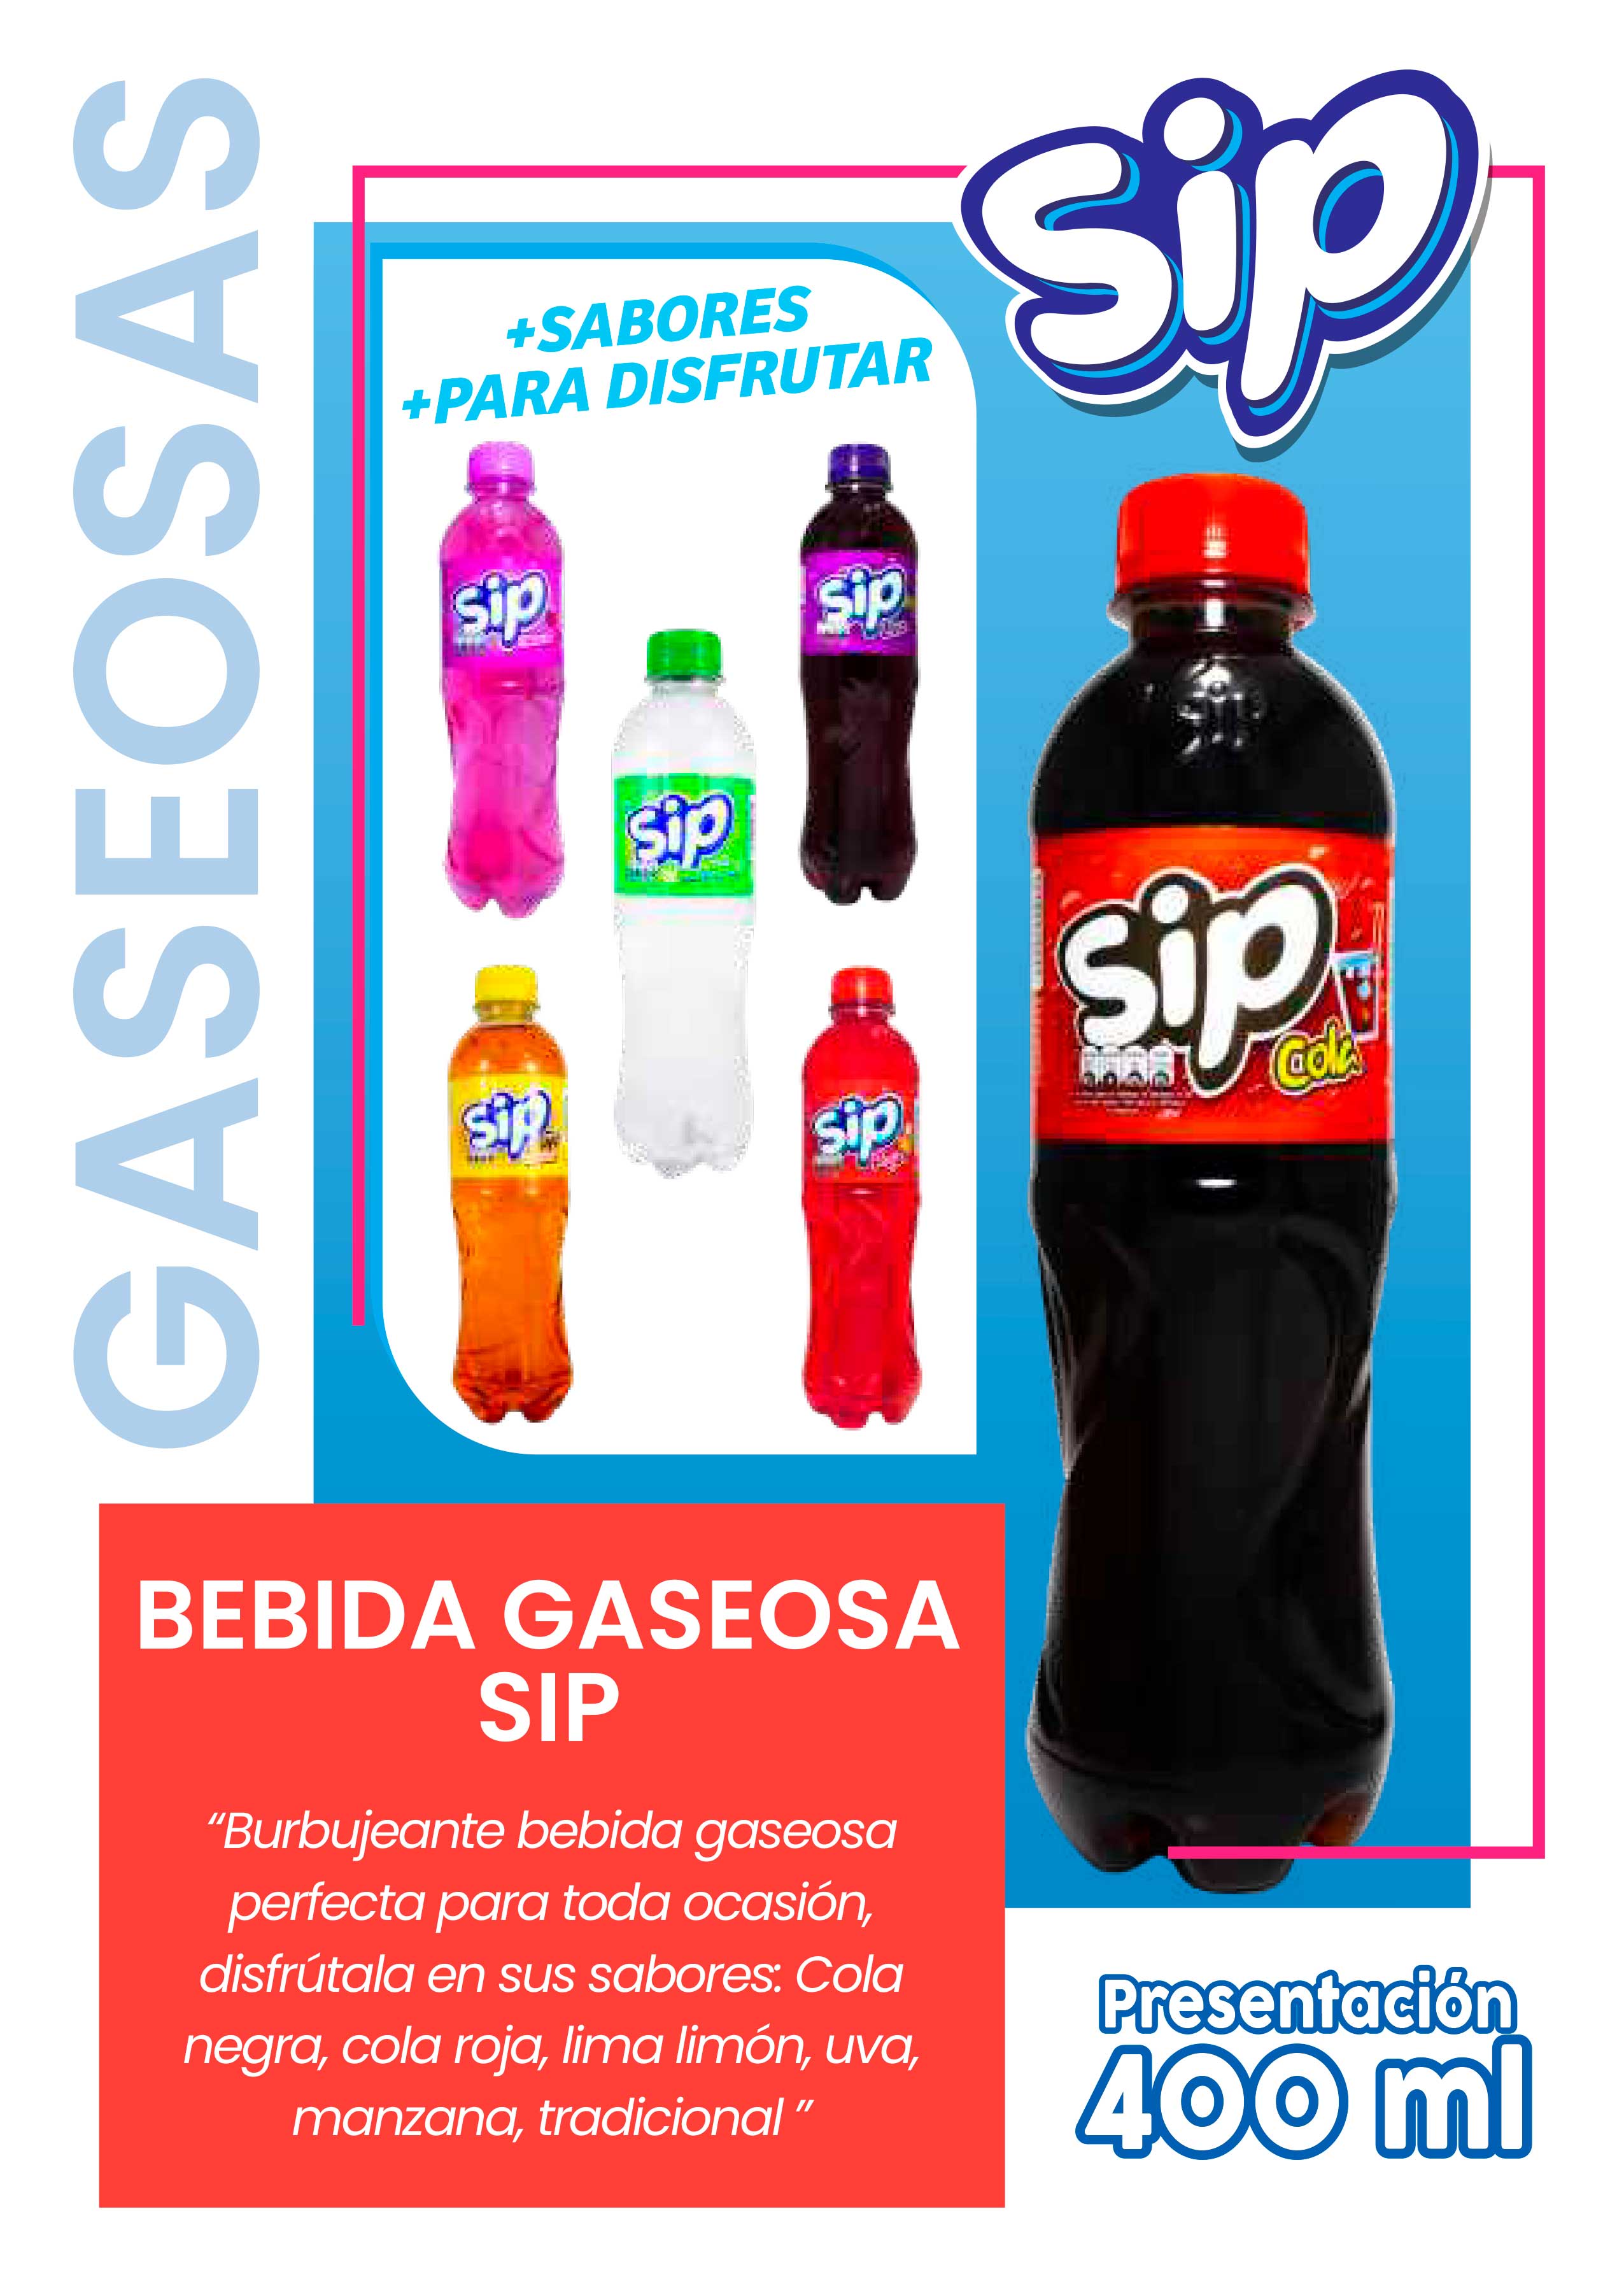 GASEOSAS
sip
+SABORES
+PARA DISFRUTAR
sip
sip
sip
sip
sip
sip
Cola
BEBIDA GASEOSA
SIP
“Burbujeante bebida gaseosa
perfecta para toda ocasión,
disfrútala en sus sabores: Cola
negra, cola roja, lima limón, uva,
manzana, tradicional ”
Presentación
400 ml